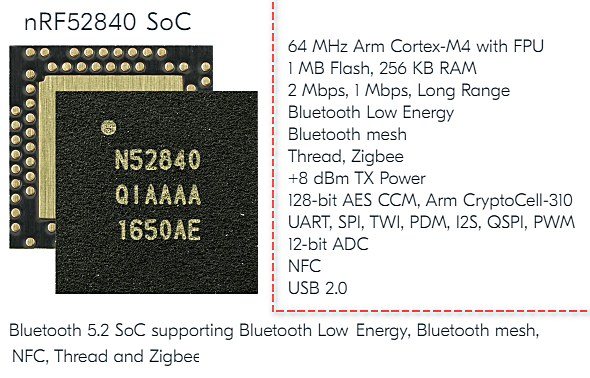 nRF52840 SoC
N52840
QIAAAA
1650AE
64 MHz Arm Cortex-M4 with FPU
1 MB Flash, 256 KB RAM
2 Mbps, 1 Mbps, Long Range
Bluetooth Low Energy
Bluetooth mesh
Thread, Zigbee
+8 dBm TX Power
128-bit AES CCM, Arm CryptoCell-310
UART, SPI, TWI, PDM, I2S, QSPI, PWM
12-bit ADC
NFC
USB 2.0
Bluetooth 5.2 SoC supporting Bluetooth Low Energy, Bluetooth mesh,
NFC, Thread and Zigbee